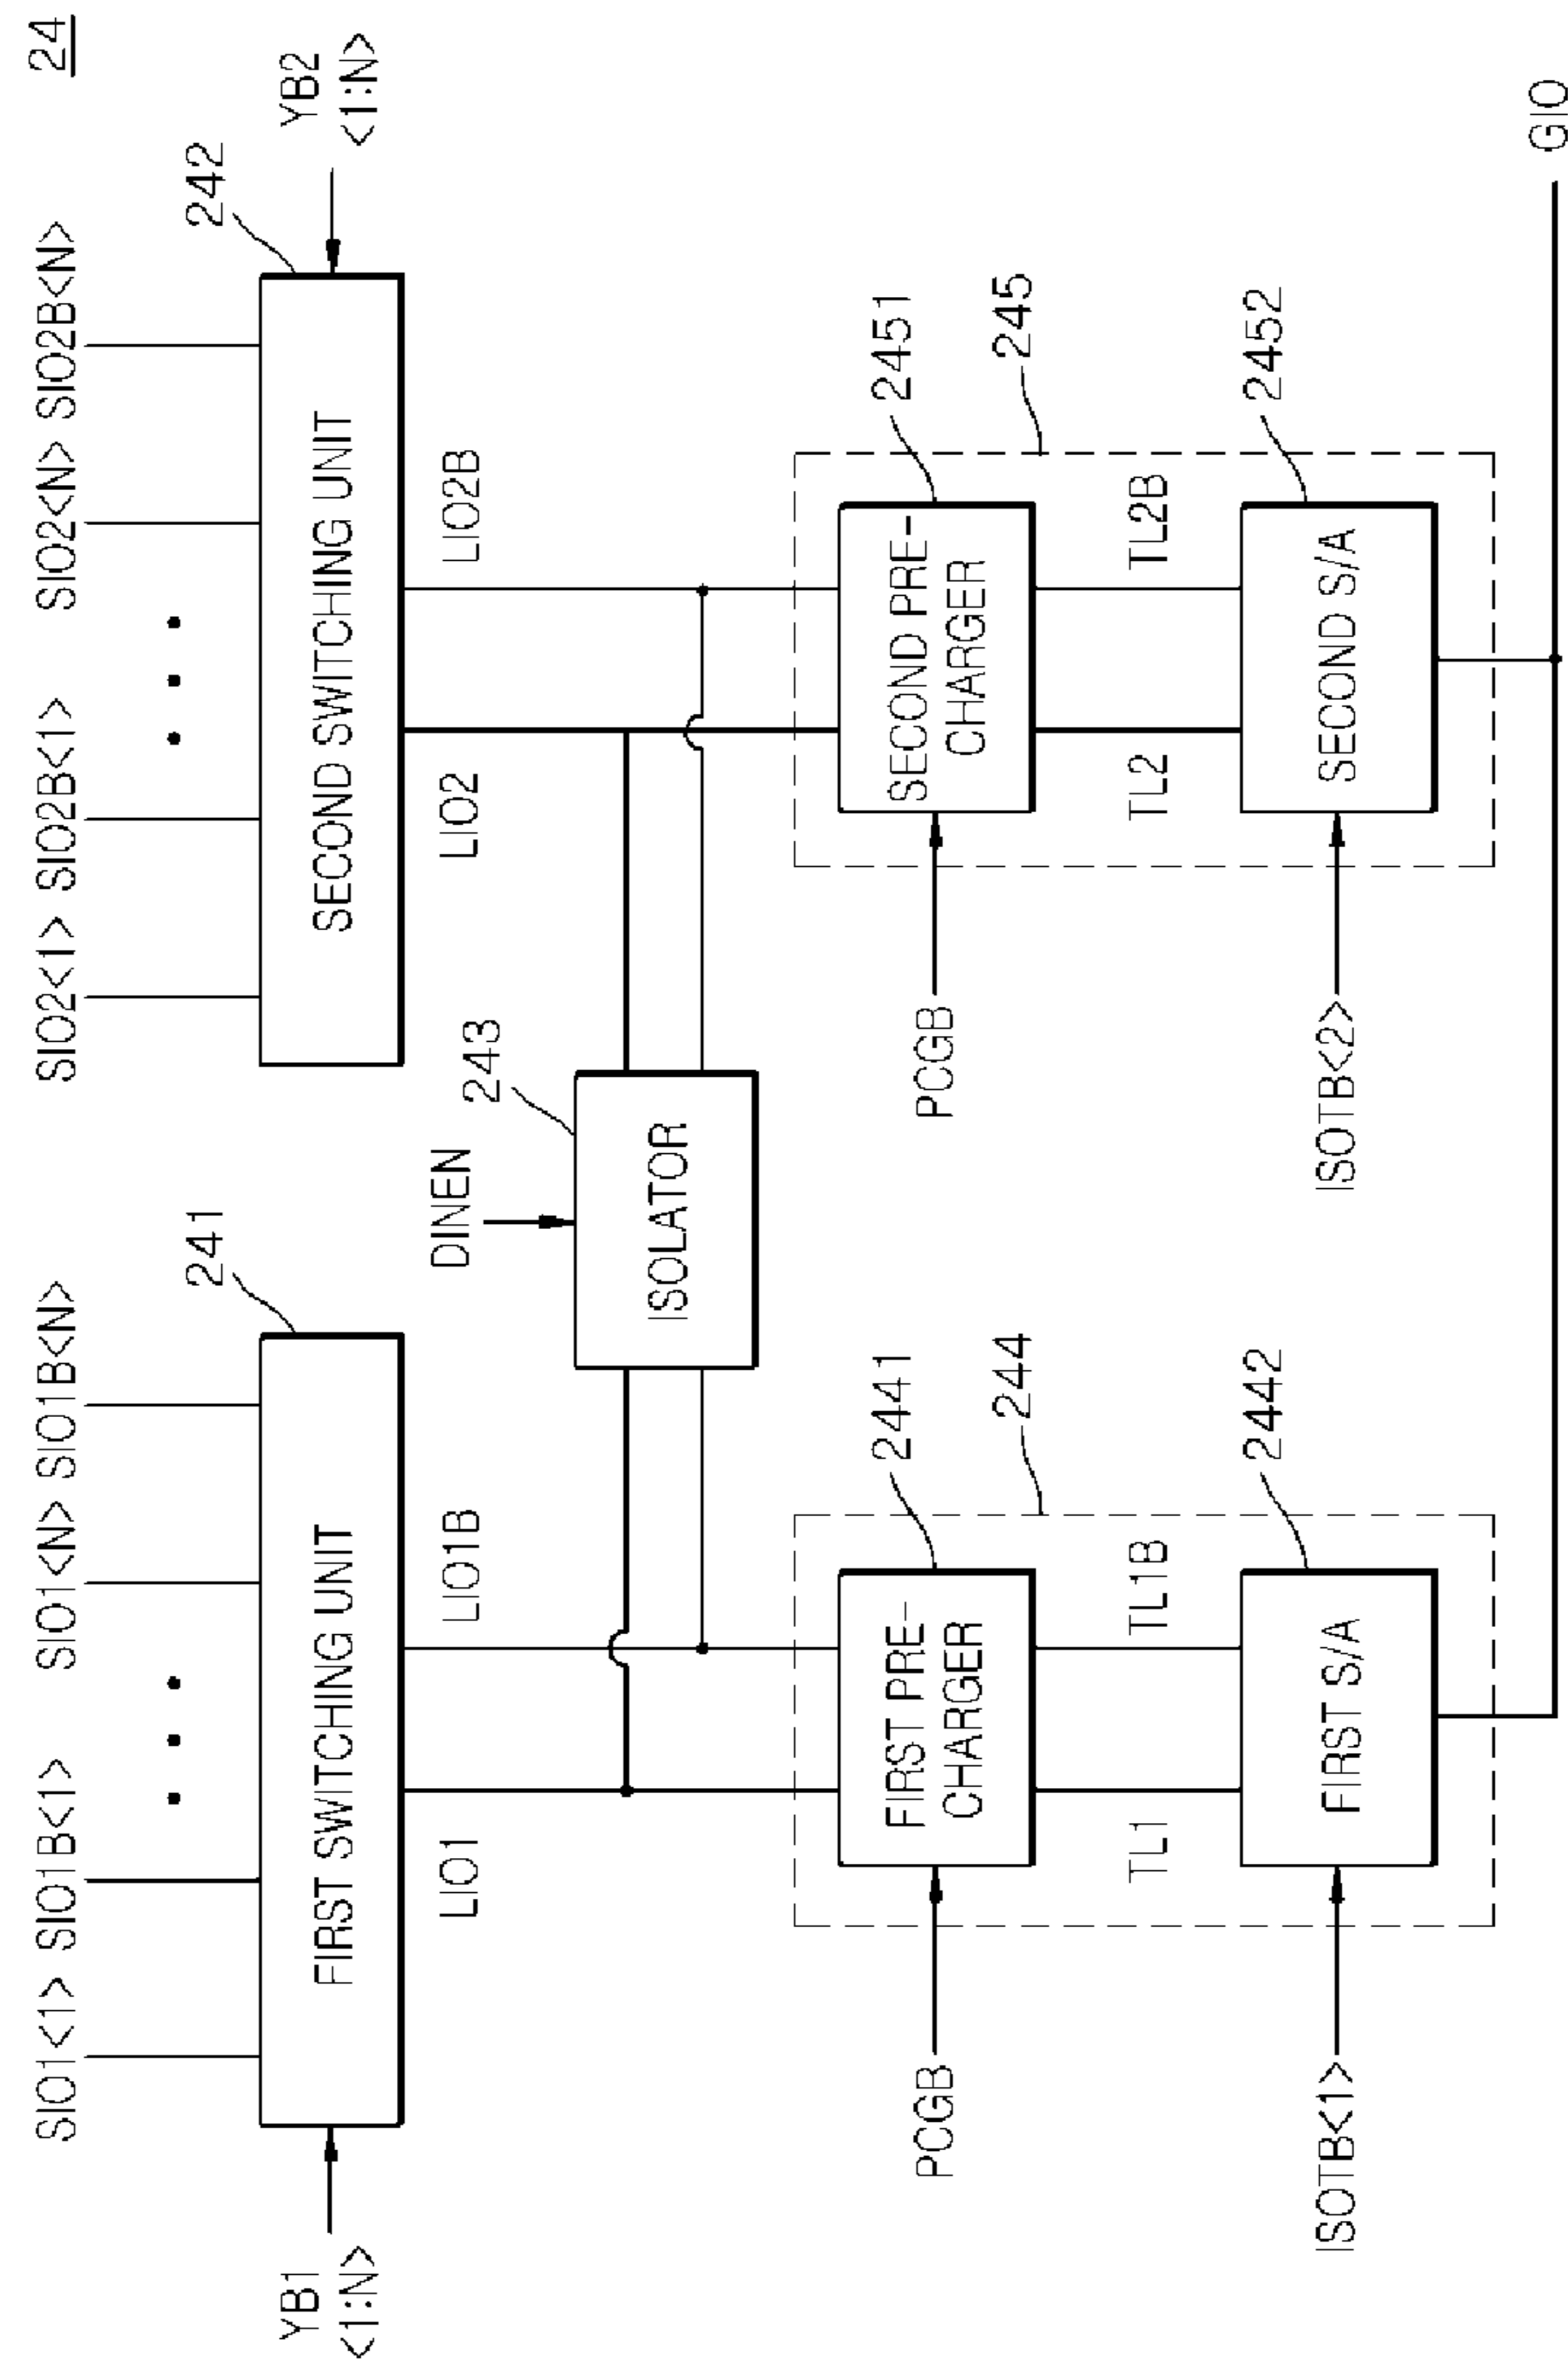 24
SIO1<1> SIO1B<1> SIO1<N> SIO1B<N> SIO2<1> SIO2B<1> SIO2<N> SIO2B<N>
241
242
YB1
<1:N>
FIRST SWITCHING UNIT
SECOND SWITCHING UNIT
YB2
<1:N>
LIO1
LIO1B
DINEN
243
LIO2
LIO2B
ISOLATOR
2441
2451
PCGB
FIRST PRE-
CHARGER
PCGB
SECOND PRE-
CHARGER
244
245
TL1
TL1B
TL2
TL2B
2442
2452
ISOTB<1>
FIRST S/A
ISOTB<2>
SECOND S/A
GIO